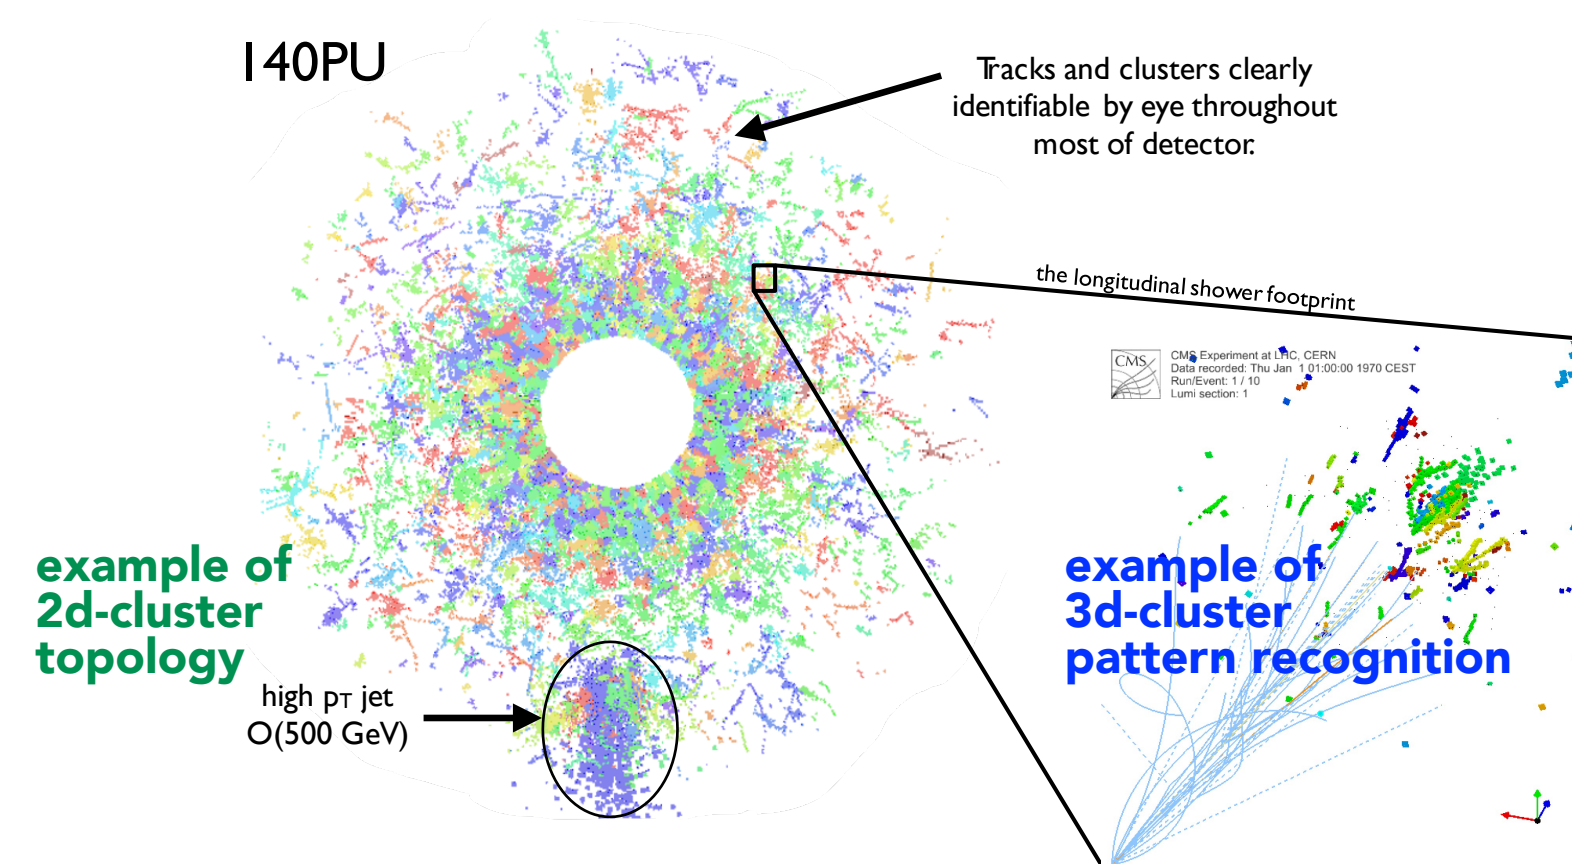 140PU
Tracks and clusters clearly
identifiable by eye throughout
most of detector.
the longitudinal shower footprint
CMS
CMS Experiment at LHC, CERN
Data recorded: Thu Jan 1 01:00:00 1970 CEST
Run/Event: 1 / 10
Lumi section: 1
example of
2d-cluster
topology
example of
3d-cluster
pattern recognition
high pT jet
O(500 GeV)